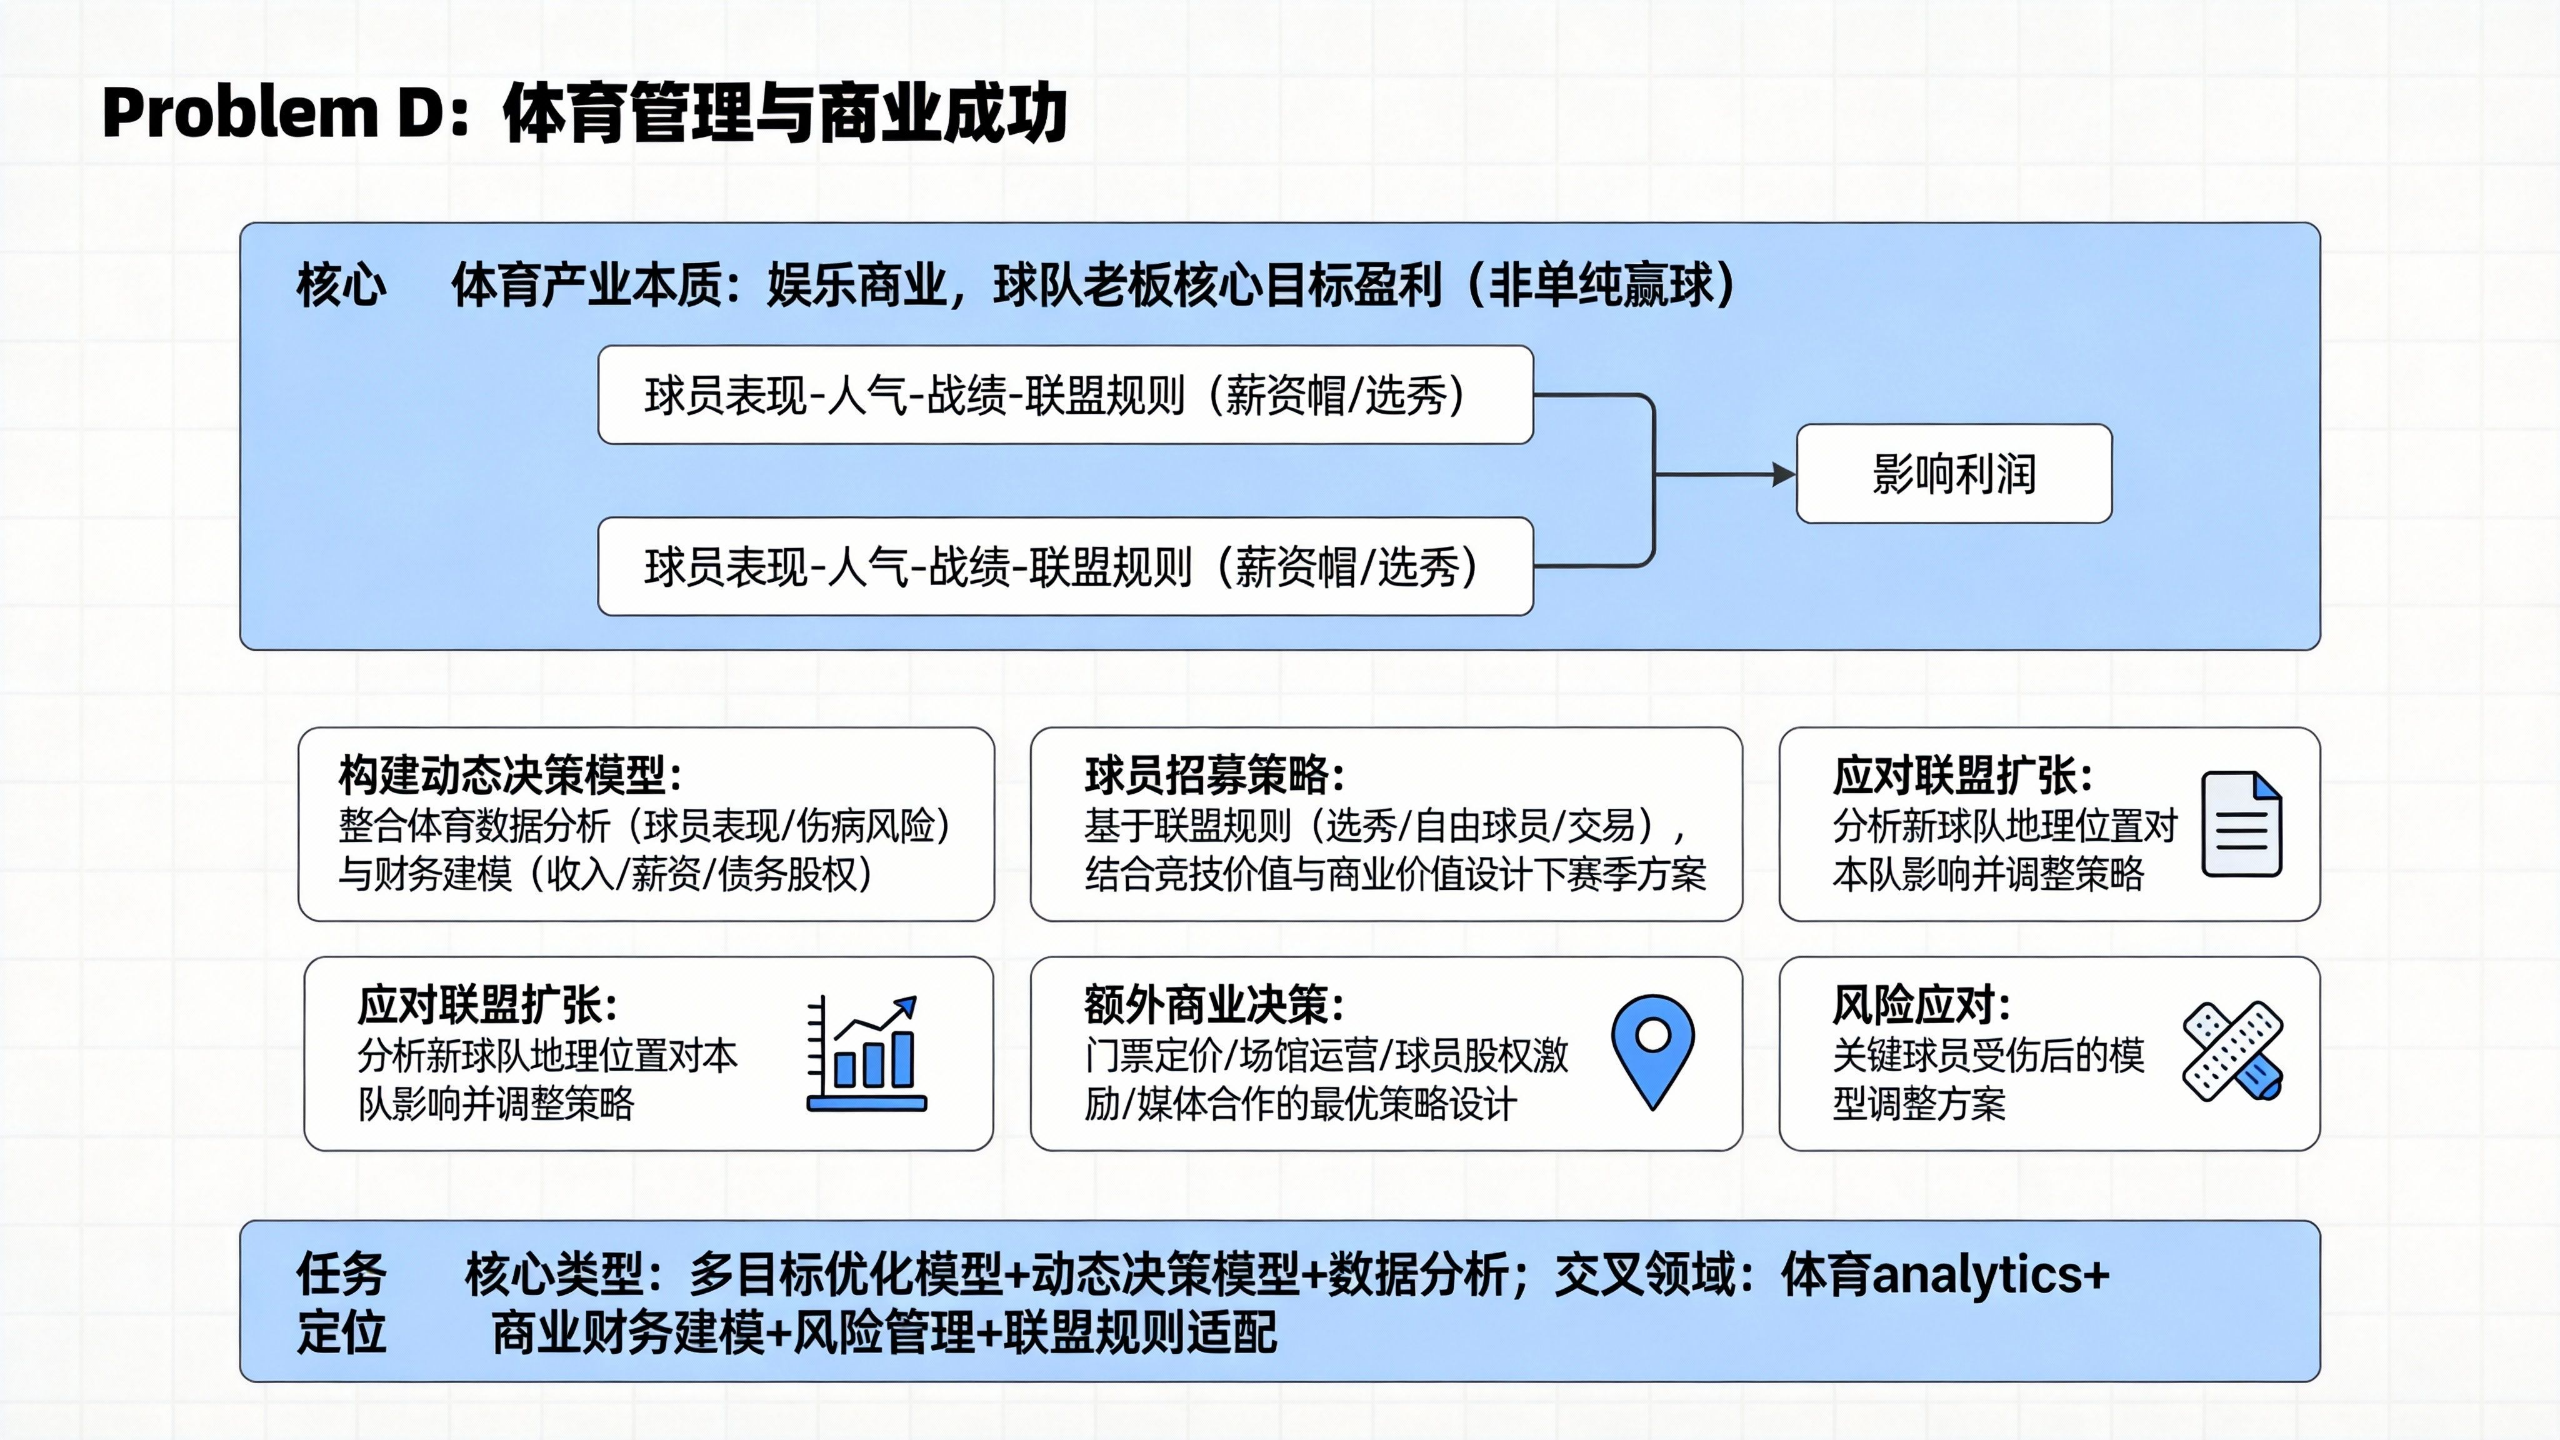 Problem D：体育管理与商业成功
核心 体育产业本质：娱乐商业，球队老板核心目标盈利（非单纯赢球）
球员表现-人气-战绩-联盟规则（薪资帽/选秀）
影响利润
球员表现-人气-战绩-联盟规则（薪资帽/选秀）
构建动态决策模型：
整合体育数据分析（球员表现/伤病风险）
与财务建模（收入/薪资/债务股权）
球员招募策略：
基于联盟规则（选秀/自由球员/交易），
结合竞技价值与商业价值设计下赛季方案
应对联盟扩张：
分析新球队地理位置对
本队影响并调整策略
应对联盟扩张：
分析新球队地理位置对本
队影响并调整策略
额外商业决策：
门票定价/场馆运营/球员股权激
励/媒体合作的最优策略设计
风险应对：
关键球员受伤后的模
型调整方案
任务 核心类型：多目标优化模型+动态决策模型+数据分析；交叉领域：体育analytics+
定位 商业财务建模+风险管理+联盟规则适配